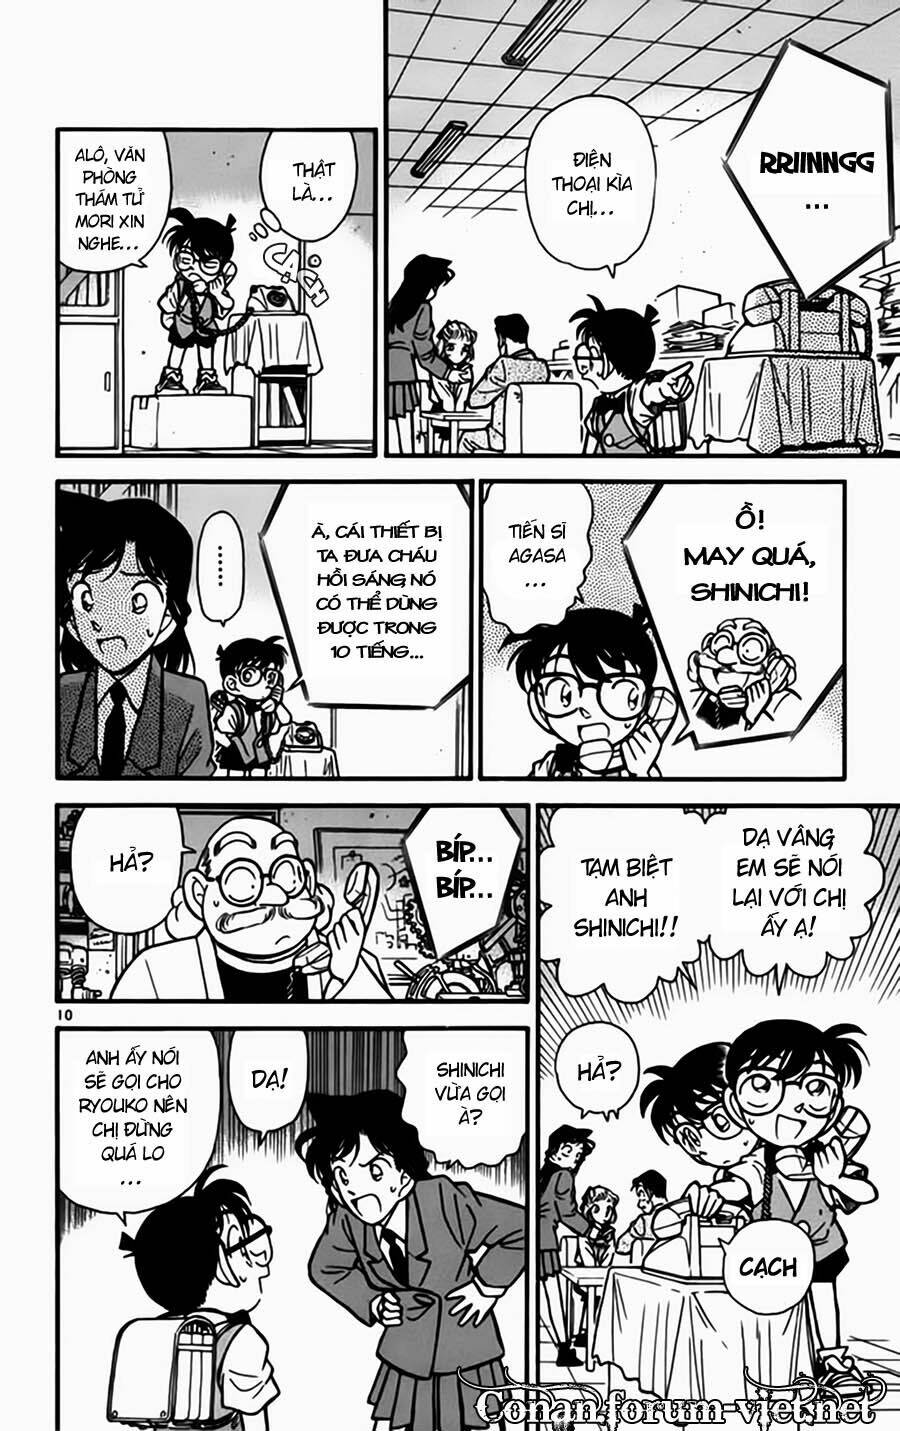 RRIINNGG
...
ĐIỆN
THOẠI KÌA
CHỊ...
THẬT
LÀ...
CẠCH
ALÔ, VĂN
PHÒNG
THÁM TỬ
MORI XIN
NGHE...
Ồ!
MAY QUÁ,
SHINICHI!
TIẾN SĨ
AGASA
...
À, CÁI THIẾT BỊ
TA ĐƯA CHÁU
HỒI SÁNG, NÓ
CÓ THỂ DÙNG
ĐƯỢC TRONG
10 TIẾNG...
......
DẠ VÂNG
EM SẼ NÓI
LẠI VỚI CHỊ
ẤY Ạ!
TẠM BIỆT
ANH
SHINICHI!!
HẢ?
CẠCH
BÍP...
BÍP...
HẢ?
10
SHINICHI
VỪA GỌI
À?
DẠ!
ANH ẤY NÓI
SẼ GỌI CHO
RYOUKO NÊN
CHỊ ĐỪNG
QUÁ LO
...
Conan.forum-viet.net